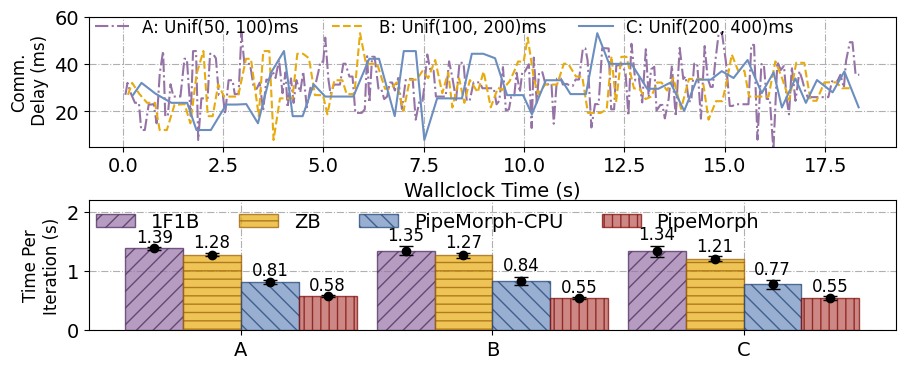 A: Unif(50, 100)ms B: Unif(100, 200)ms C: Unif(200, 400)ms
Comm.
Delay (ms)
60
40
20
0.0 2.5 5.0 7.5 10.0 12.5 15.0 17.5
Wallclock Time (s)
1F1B ZB PipeMorph-CPU PipeMorph
Time Per
Iteration (s)
2
1
0
1.39 1.28 0.81 0.58
1.35 1.27 0.84 0.55
1.34 1.21 0.77 0.55
A B C